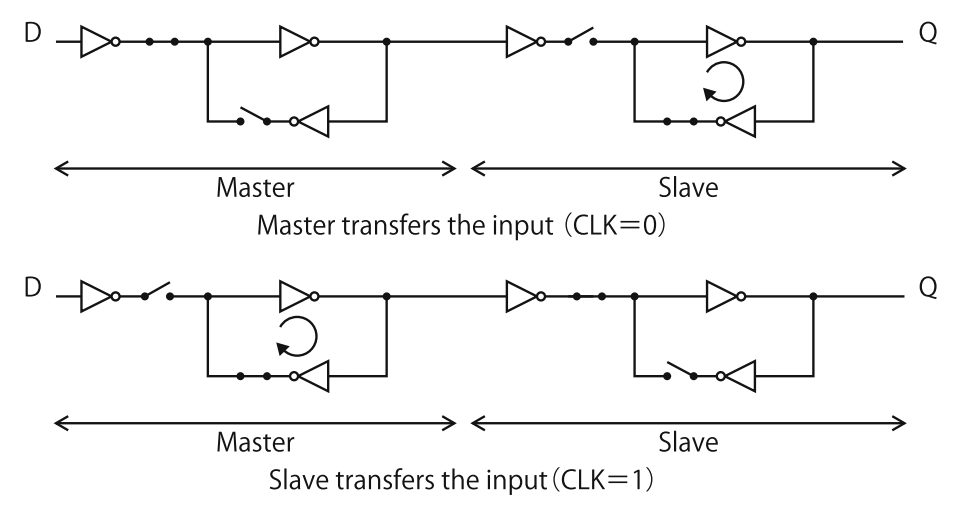 D Q
Master Slave
Master transfers the input (CLK=0)
D Q
Master Slave
Slave transfers the input (CLK=1)